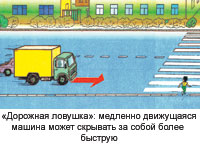 «Дорожная ловушка»: медленно движущаяся
машина может скрывать за собой более
быструю